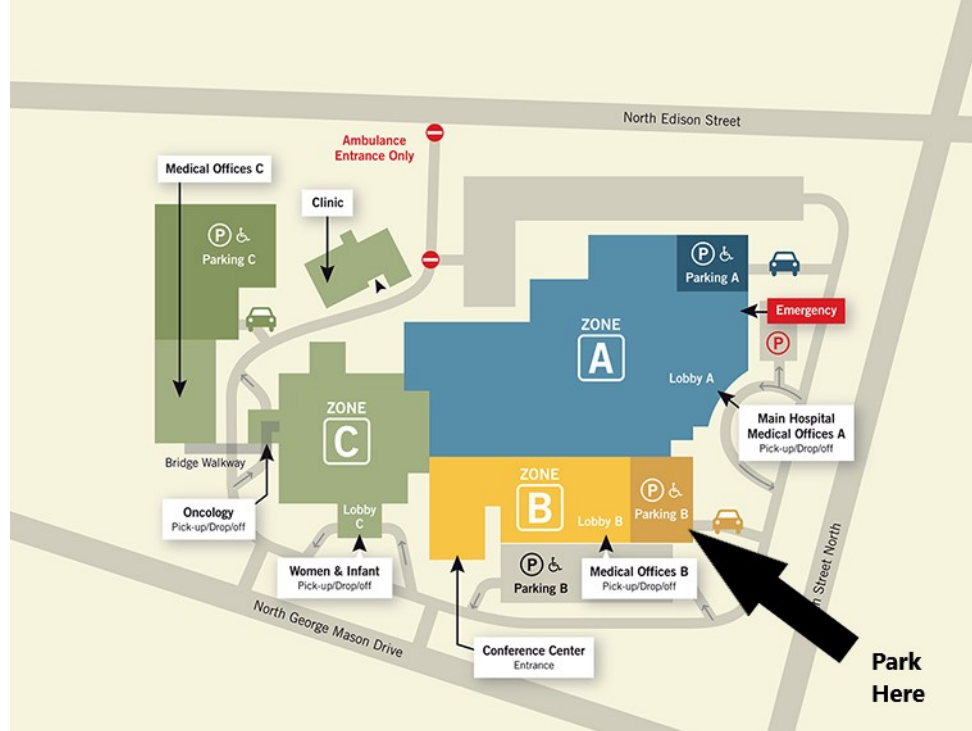 North Edison Street
Ambulance
Entrance Only
Medical Offices C
Clinic
P
Parking C
P
Parking A
Emergency
P
ZONE
A
Lobby A
Main Hospital
Medical Offices A
Pick-up/Drop/off
ZONE
C
Bridge Walkway
ZONE
B
P
Parking B
Lobby B
Oncology
Pick-up/Drop/off
Lobby
C
Women & Infant
Pick-up/Drop/off
P
Parking B
Medical Offices B
Pick-up/Drop/off
Street North
North George Mason Drive
Conference Center
Entrance
Park
Here